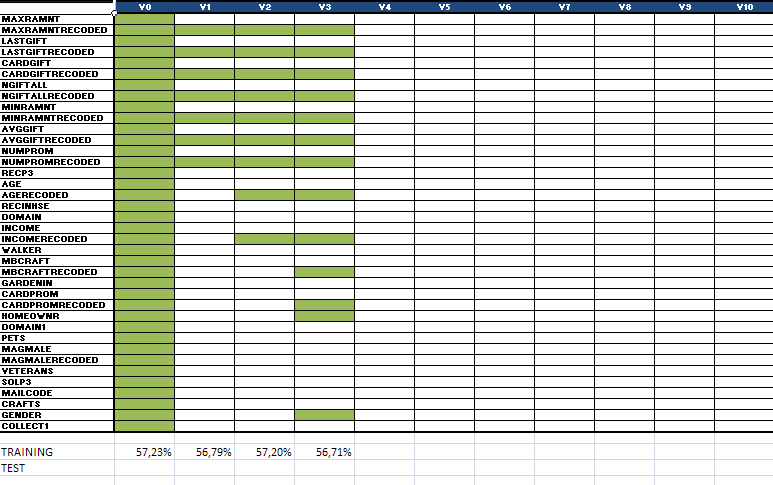 V0 V1 V2 V3 V4 V5 V6 V7 V8 V9 V10
MAXRAMNT
MAXRAMNTRECODED
LASTGIFT
LASTGIFTRECODED
CARDGIFT
CARDGIFTRECODED
NGIFTALL
NGIFTALLRECODED
MINRAMNT
MINRAMNTRECODED
AVGGIFT
AVGGIFTRECODED
NUMPROM
NUMPROMRECODED
RECP3
AGE
AGERECODED
RECINHSE
DOMAIN
INCOME
INCOMERECODED
WALKER
MBCRAFT
MBCRAFTRECODED
GARDENIN
CARDPROM
CARDPROMRECODED
HOMEOWNR
DOMAIN1
PETS
MAGMALE
MAGMALERECODED
VETERANS
SOLP3
MAILCODE
CRAFTS
GENDER
COLLECT1
TRAINING 57,23% 56,79% 57,20% 56,71%
TEST